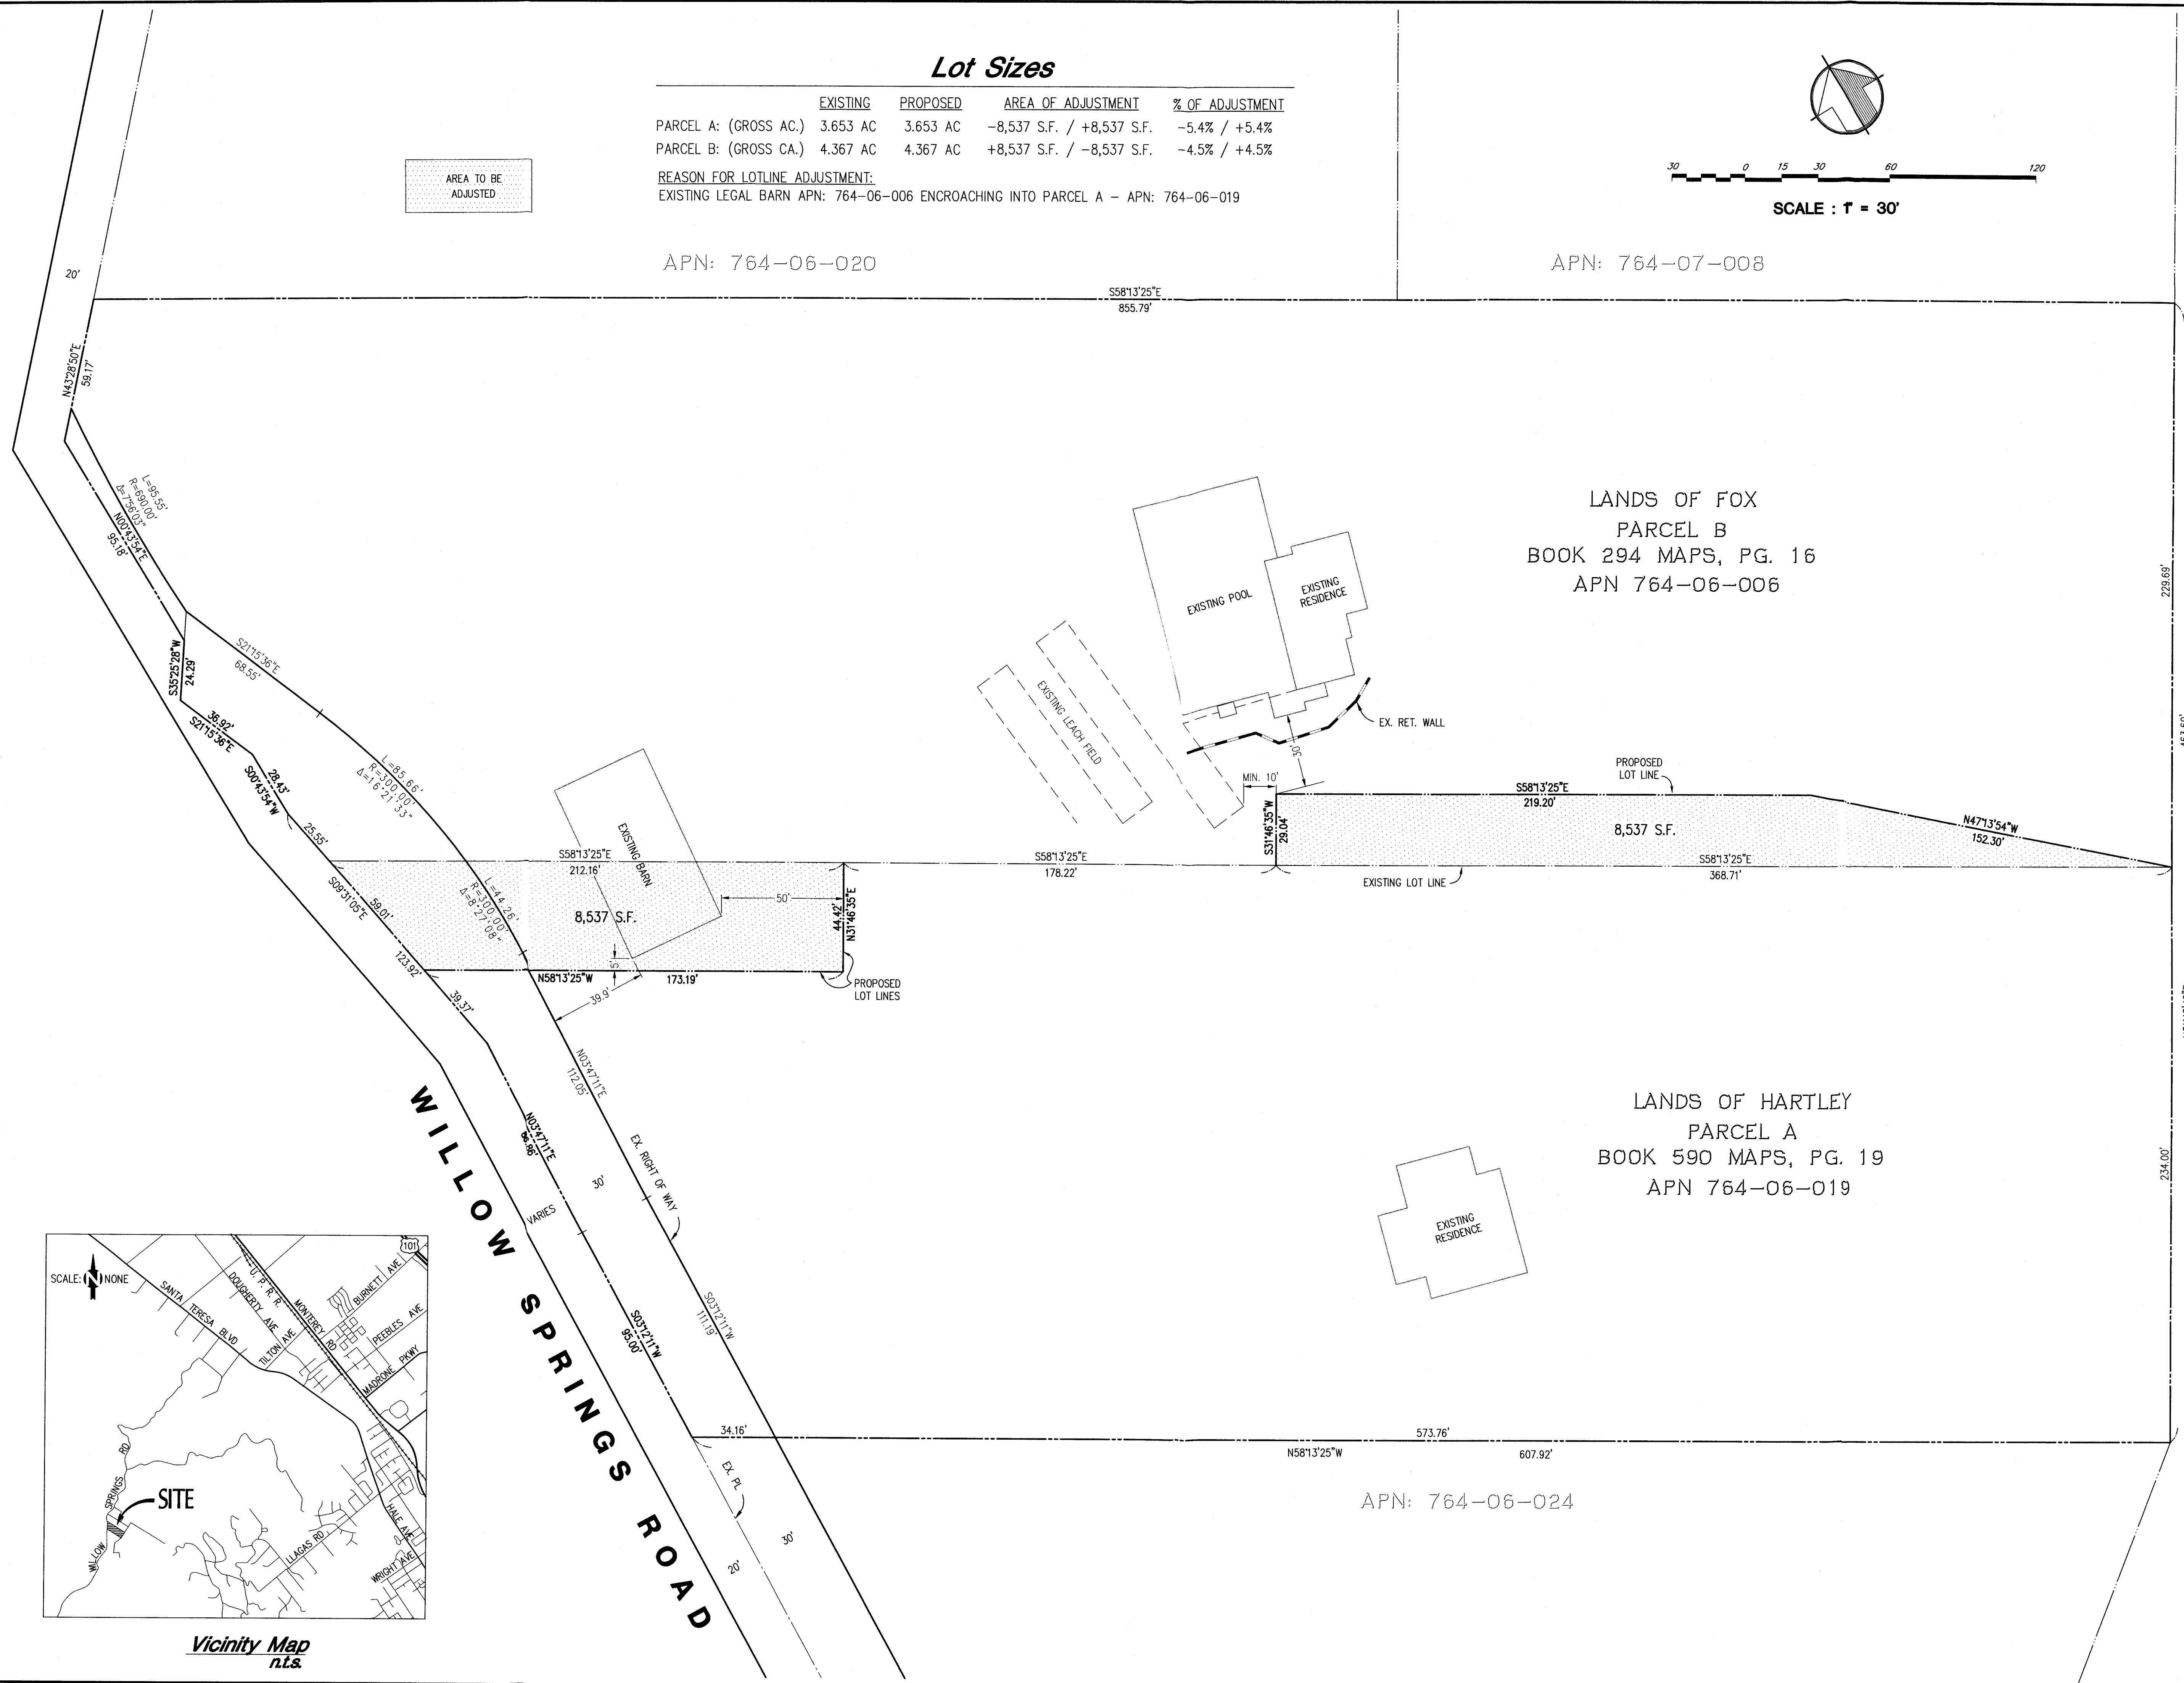 Lot Sizes
EXISTING PROPOSED AREA OF ADJUSTMENT % OF ADJUSTMENT
PARCEL A: (GROSS AC.) 3.653 AC 3.653 AC −8,537 S.F. / +8,537 S.F. −5.4% / +5.4%
PARCEL B: (GROSS CA.) 4.367 AC 4.367 AC +8,537 S.F. / −8,537 S.F. −4.5% / +4.5%
REASON FOR LOTLINE ADJUSTMENT:
EXISTING LEGAL BARN APN: 764-06-006 ENCROACHING INTO PARCEL A − APN: 764-06-019
AREA TO BE
ADJUSTED
30 0 15 30 60 120
SCALE : 1" = 30'
APN: 764-06-020
APN: 764-07-008
20'
S58°13'25"E
855.79'
N43°28'50"E
59.17'
L=95.55'
R=690.00'
Δ=7°56'03"
N00°43'54"E
95.18'
S35°25'28"W
24.29'
S21°15'36"E
68.55'
36.92'
S21°15'36"E
28.43'
S00°43'54"W
L=85.66'
R=300.00'
Δ=16°21'33"
25.55'
S09°31'05"E
59.01'
123.92'
39.37'
L=44.26'
R=300.00'
Δ=8°27'08"
EXISTING BARN
S58°13'25"E
212.16'
8,537 S.F.
50'
44.42'
N31°46'35"E
5'
N58°13'25"W
173.19'
39.9'
PROPOSED
LOT LINES
EXISTING POOL
EXISTING
RESIDENCE
EXISTING LEACH FIELD
EX. RET. WALL
30'
MIN. 10'
S31°46'35"W
29.04'
S58°13'25"E
178.22'
LANDS OF FOX
PARCEL B
BOOK 294 MAPS, PG. 16
APN 764-06-006
229.69'
PROPOSED
LOT LINE
S58°13'25"E
219.20'
8,537 S.F.
N47°13'54"W
152.30'
S58°13'25"E
368.71'
EXISTING LOT LINE
N03°47'11"E
112.05'
N03°47'11"E
EX. RIGHT OF WAY
30'
VARIES
WILLOW SPRINGS ROAD
S03°12'11"W
111.19'
S03°12'11"W
95.00'
LANDS OF HARTLEY
PARCEL A
BOOK 590 MAPS, PG. 19
APN 764-06-019
234.00'
EXISTING
RESIDENCE
34.16'
573.76'
N58°13'25"W 607.92'
EX. PL
30'
20'
APN: 764-06-024
SCALE: N NONE
101
SANTA TERESA BLVD
U. P. R. R.
DOUGHERTY AVE
MONTEREY RD
BURNETT AVE
TILTON AVE
PEEBLES AVE
MADRONE PKWY
WILLOW SPRINGS RD
SITE
LLAGAS RD
HALE AVE
WRIGHT AVE
Vicinity Map
n.t.s.